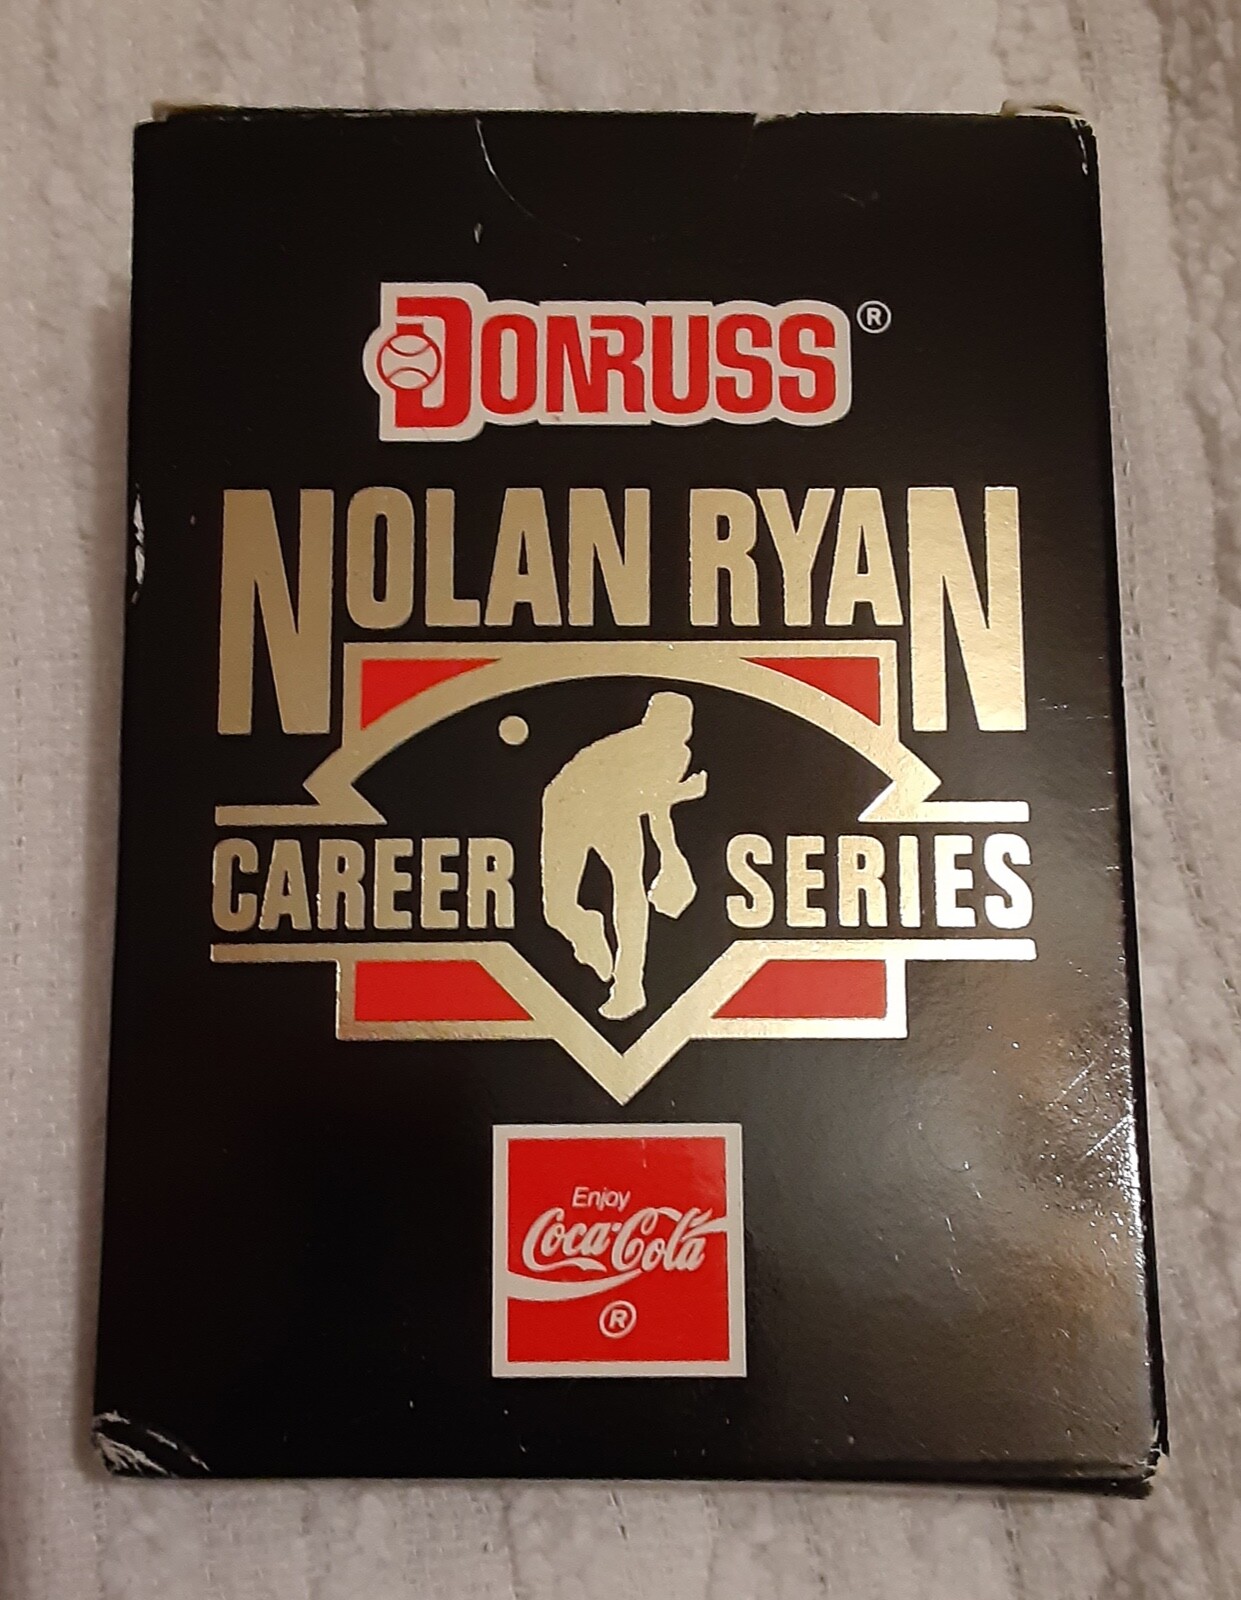 DONRUSS®
NOLAN RYAN
CAREER SERIES
Enjoy
Coca-Cola
®